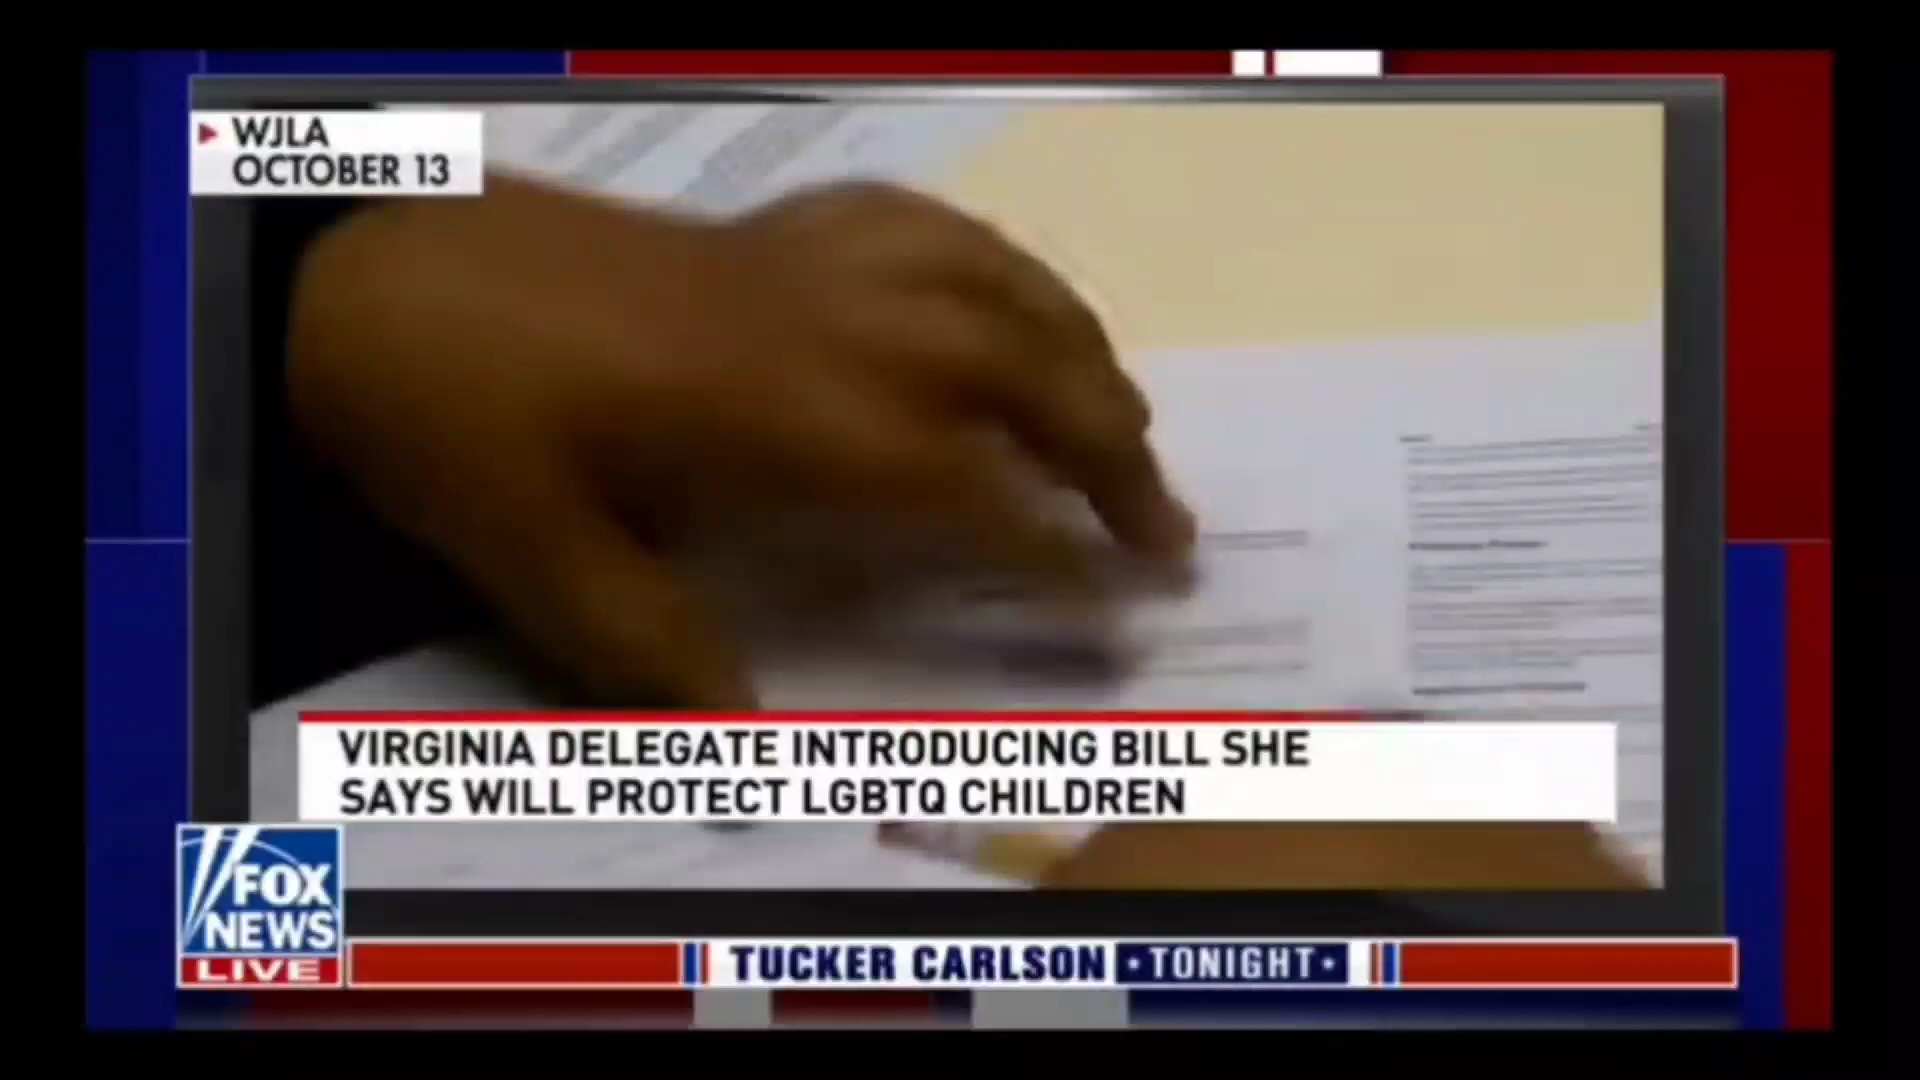 WJLA
OCTOBER 13
VIRGINIA DELEGATE INTRODUCING BILL SHE
SAYS WILL PROTECT LGBTQ CHILDREN
FOX
NEWS
LIVE
TUCKER CARLSON • TONIGHT •